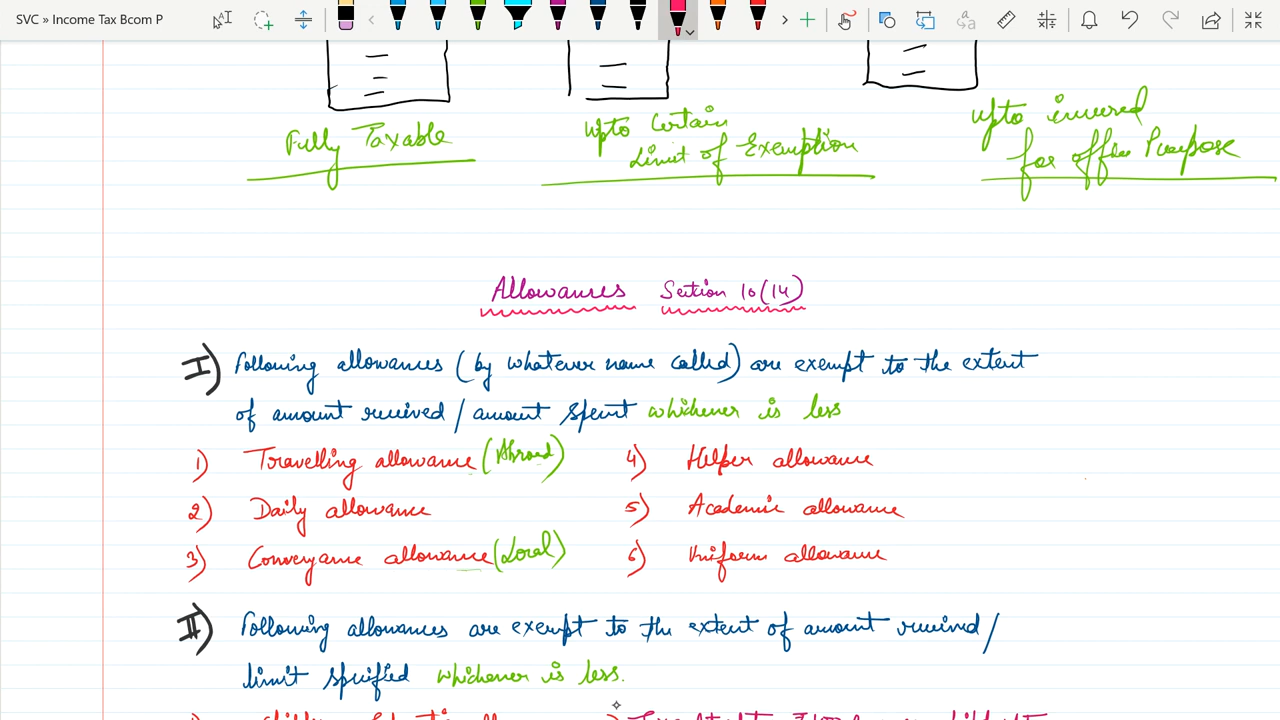 SVC » Income Tax Bcom P
Fully Taxable
upto Certain
Limit of Exemption
upto incurred
for office Purpose
Allowances Section 10(14)
I) Following allowances (by whatever name called) are exempt to the extent
of amount received / amount spent whichever is less
1) Travelling allowance (Abroad)
2) Daily allowance
3) Conveyance allowance (Local)
4) Helper allowance
5) Academic allowance
6) Uniform allowance
II) Following allowances are exempt to the extent of amount received /
limit specified whichever is less.